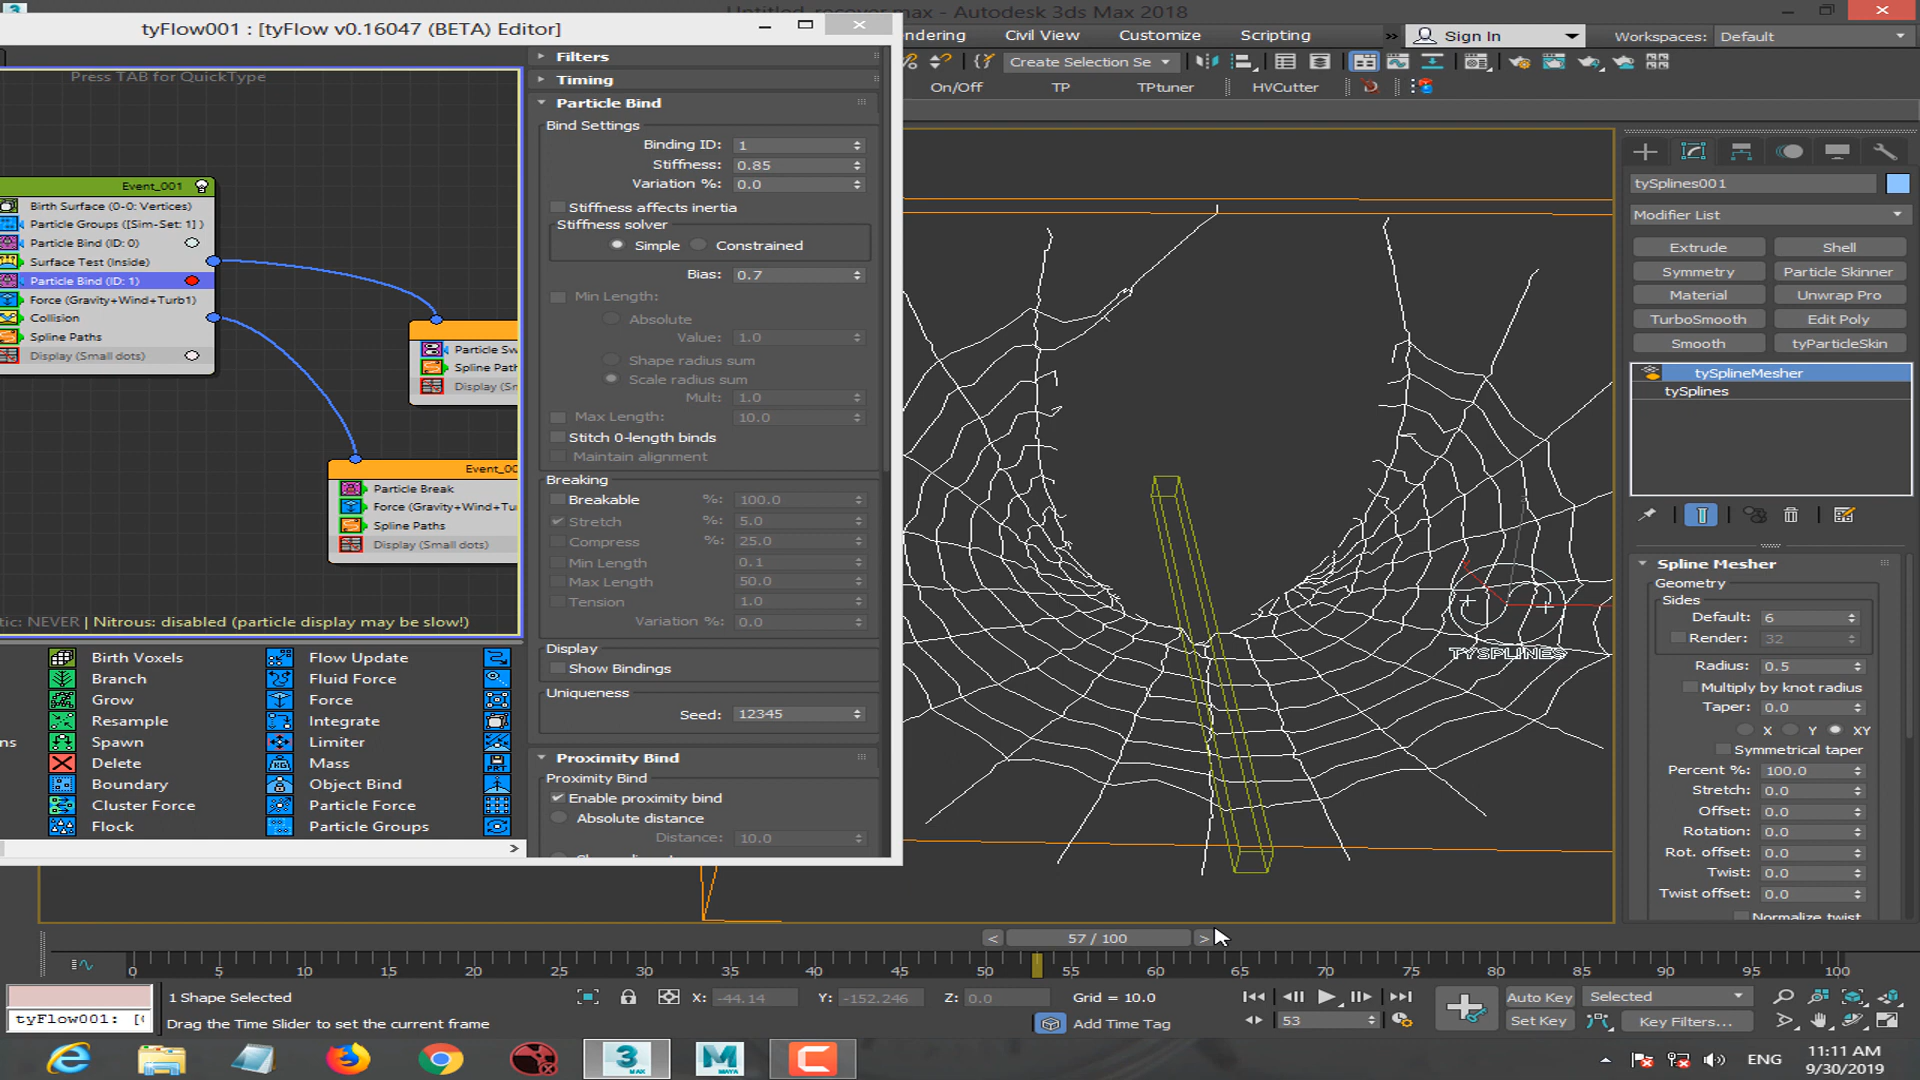 Untitled_recover.max - Autodesk 3ds Max 2018
tyFlow001 : [tyFlow v0.16047 (BETA) Editor]
Rendering Civil View Customize Scripting Sign In Workspaces: Default
Create Selection Se
On/Off TP TPtuner HVCutter
Press TAB for QuickType
Event_001
Birth Surface (0-0: Vertices)
Particle Groups ([Sim-Set: 1] )
Particle Bind (ID: 0)
Surface Test (Inside)
Particle Bind (ID: 1)
Force (Gravity+Wind+Turb1)
Collision
Spline Paths
Display (Small dots)
Particle Sw
Spline Path
Display (Sm
Event_00
Particle Break
Force (Gravity+Wind+Tu
Spline Paths
Display (Small dots)
tic: NEVER | Nitrous: disabled (particle display may be slow!)
Birth Voxels
Branch
Grow
Resample
Spawn
Delete
Boundary
Cluster Force
Flock
Flow Update
Fluid Force
Force
Integrate
Limiter
Mass
Object Bind
Particle Force
Particle Groups
ns
>
Filters
Timing
Particle Bind
Bind Settings
Binding ID: 1
Stiffness: 0.85
Variation %: 0.0
Stiffness affects inertia
Stiffness solver
Simple Constrained
Bias: 0.7
Min Length:
Absolute
Value: 1.0
Shape radius sum
Scale radius sum
Mult: 1.0
Max Length: 10.0
Stitch 0-length binds
Maintain alignment
Breaking
Breakable %: 100.0
Stretch %: 5.0
Compress %: 25.0
Min Length 0.1
Max Length 50.0
Tension 1.0
Variation %: 0.0
Display
Show Bindings
Uniqueness
Seed: 12345
Proximity Bind
Proximity Bind
Enable proximity bind
Absolute distance
Distance: 10.0
TYSPLINES
tySplines001
Modifier List
Extrude Shell
Symmetry Particle Skinner
Material Unwrap Pro
TurboSmooth Edit Poly
Smooth tyParticleSkin
tySplineMesher
tySplines
Spline Mesher
Geometry
Sides
Default: 6
Render: 32
Radius: 0.5
Multiply by knot radius
Taper: 0.0
X Y XY
Symmetrical taper
Percent %: 100.0
Stretch: 0.0
Offset: 0.0
Rotation: 0.0
Rot. offset: 0.0
Twist: 0.0
Twist offset: 0.0
Normalize twist
< 57 / 100 >
0 5 10 15 20 25 30 35 40 45 50 55 60 65 70 75 80 85 90 95 100
1 Shape Selected X: -44.14 Y: -152.246 Z: 0.0 Grid = 10.0 Auto Key Selected
tyFlow001: [ Drag the Time Slider to set the current frame Add Time Tag 53 Set Key Key Filters...
3 MAX M MAYA C ENG 11:11 AM
9/30/2019